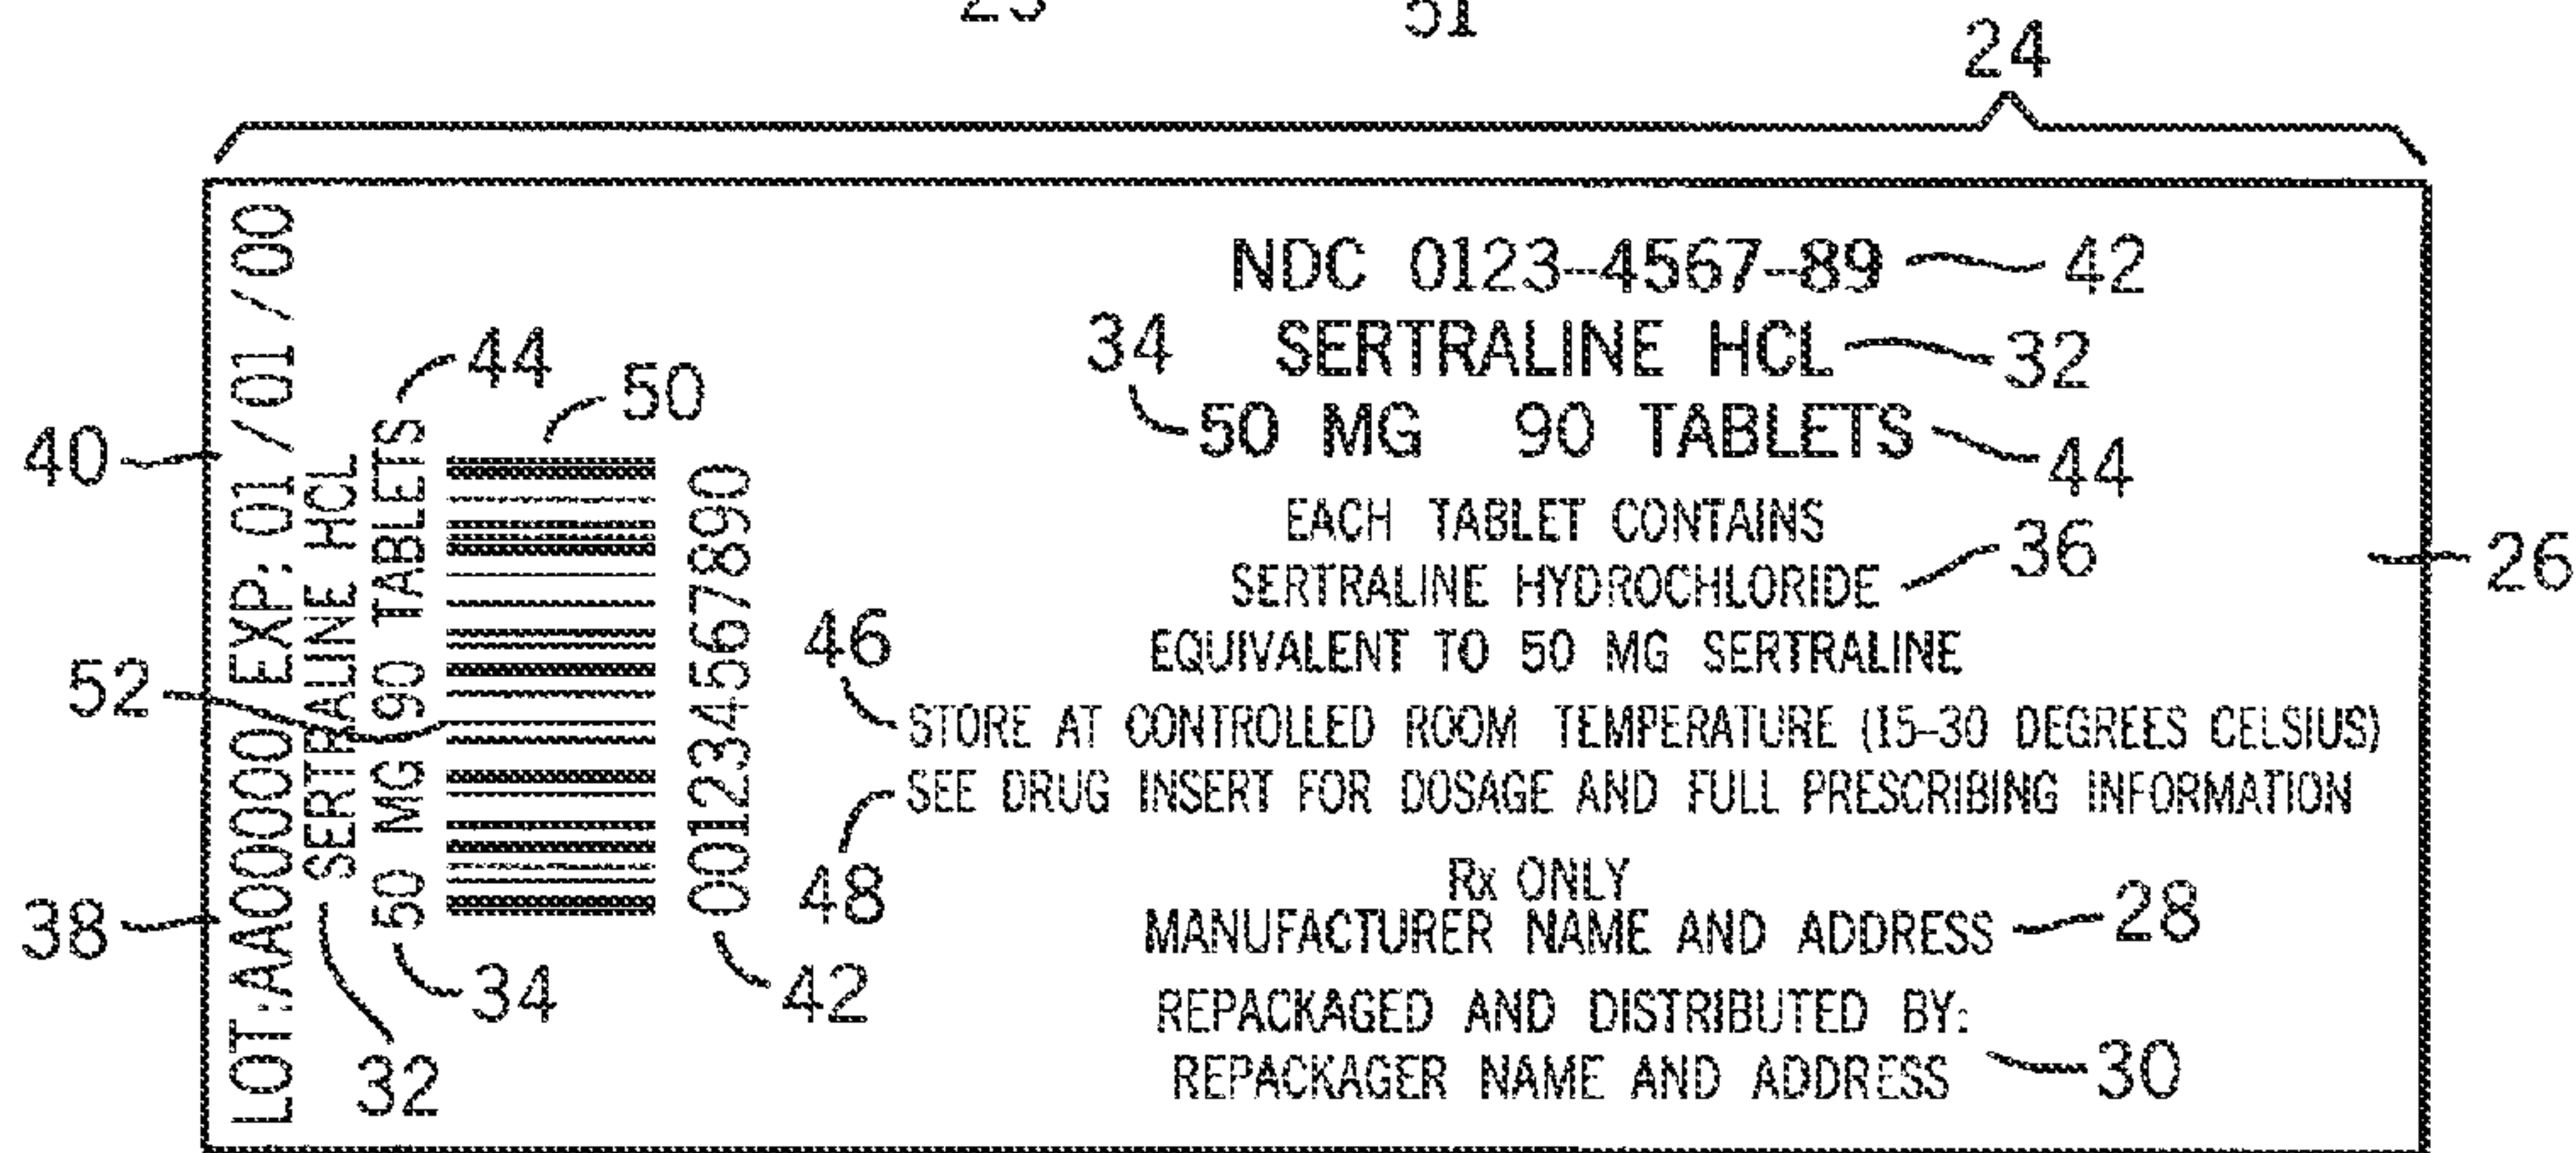 51
24
LOT:AA00000/EXP: 01/01/00
SERTRALINE HCL
50 MG 90 TABLETS
001234567890
40
52
38
44
50
32
34
42
NDC 0123-4567-89 42
34 SERTRALINE HCL 32
50 MG 90 TABLETS 44
EACH TABLET CONTAINS
SERTRALINE HYDROCHLORIDE 36
EQUIVALENT TO 50 MG SERTRALINE
26
46
STORE AT CONTROLLED ROOM TEMPERATURE (15-30 DEGREES CELSIUS)
SEE DRUG INSERT FOR DOSAGE AND FULL PRESCRIBING INFORMATION
48
Rx ONLY
MANUFACTURER NAME AND ADDRESS 28
REPACKAGED AND DISTRIBUTED BY:
REPACKAGER NAME AND ADDRESS 30